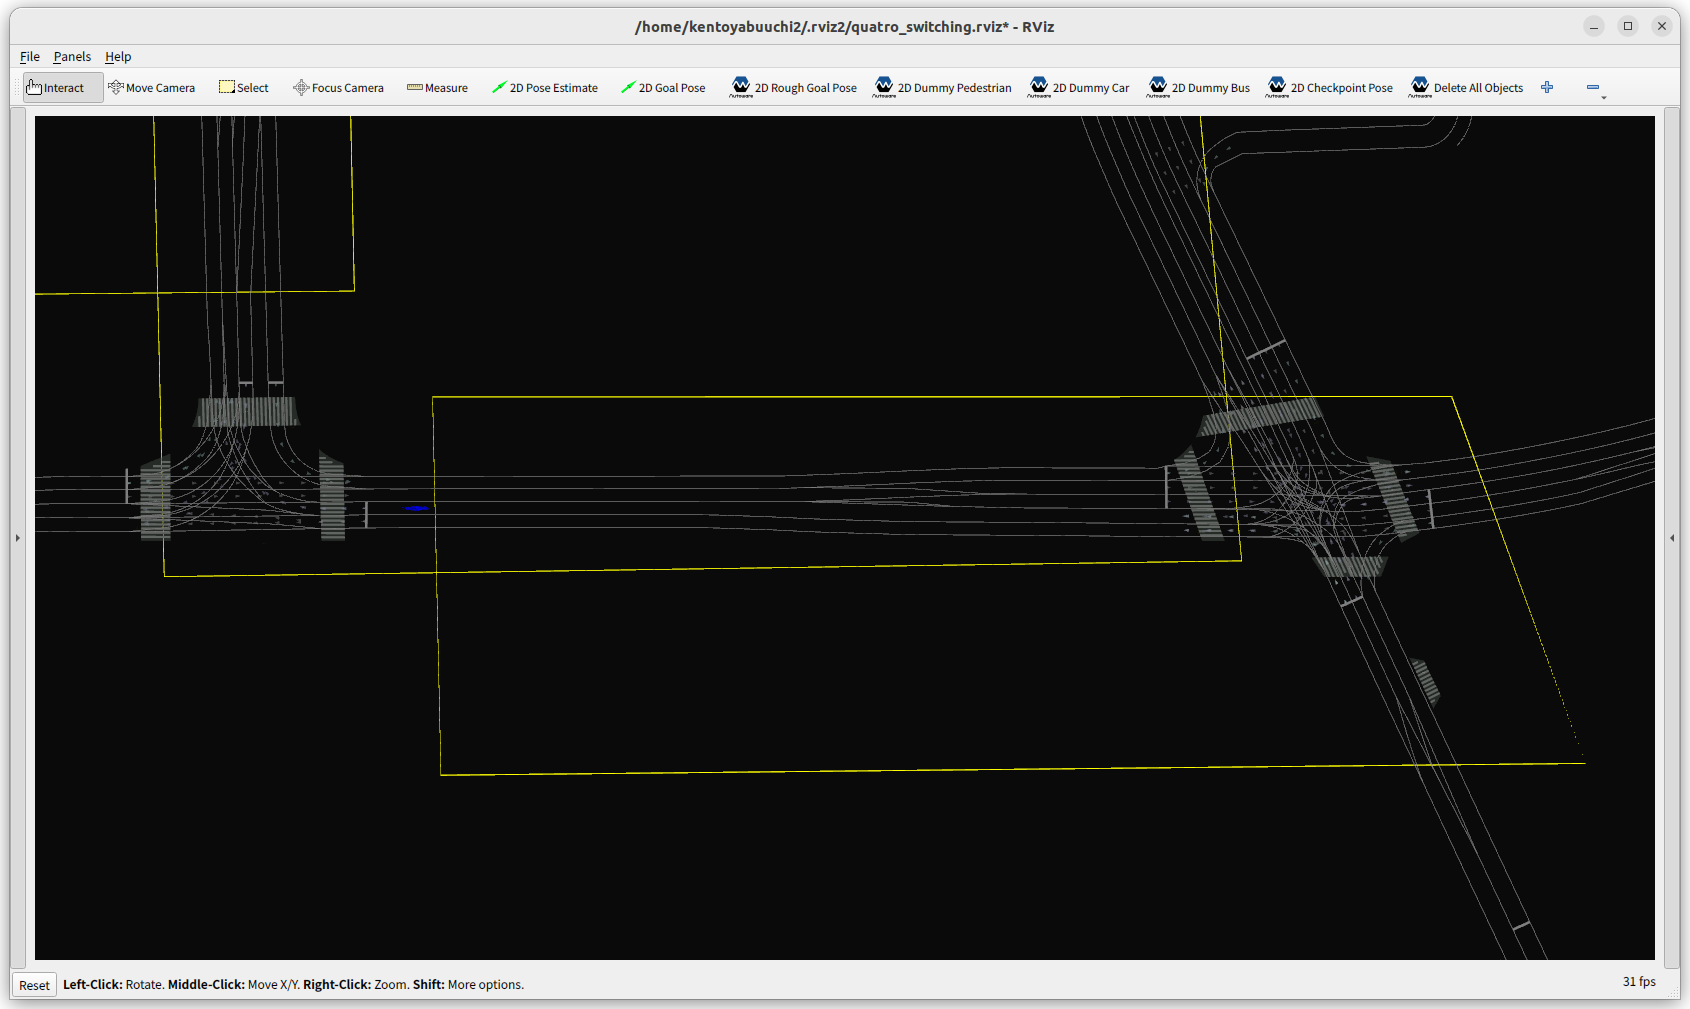 /home/kentoyabuuchi2/.rviz2/quatro_switching.rviz* - RViz
File Panels Help
Interact Move Camera Select Focus Camera Measure 2D Pose Estimate 2D Goal Pose 2D Rough Goal Pose 2D Dummy Pedestrian 2D Dummy Car 2D Dummy Bus 2D Checkpoint Pose Delete All Objects
Reset Left-Click: Rotate. Middle-Click: Move X/Y. Right-Click: Zoom. Shift: More options. 31 fps